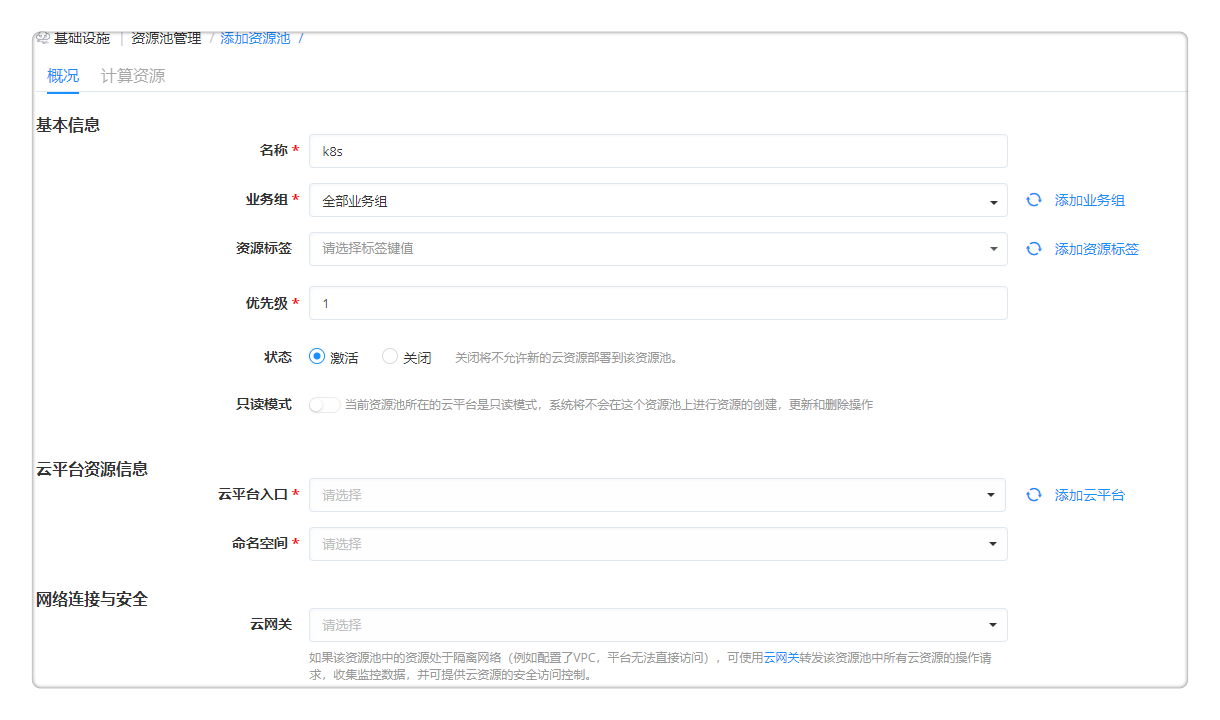 基础设施 | 资源池管理 / 添加资源池 /
概况 计算资源
基本信息
名称 * k8s
业务组 * 全部业务组 添加业务组
资源标签 请选择标签键值 添加资源标签
优先级 * 1
状态 激活 关闭 关闭将不允许新的云资源部署到该资源池。
只读模式 当前资源池所在的云平台是只读模式，系统将不会在这个资源池上进行资源的创建，更新和删除操作
云平台资源信息
云平台入口 * 请选择 添加云平台
命名空间 * 请选择
网络连接与安全
云网关 请选择
如果该资源池中的资源处于隔离网络（例如配置了VPC，平台无法直接访问），可使用云网关转发该资源池中所有云资源的操作请
求，收集监控数据，并可提供云资源的安全访问控制。